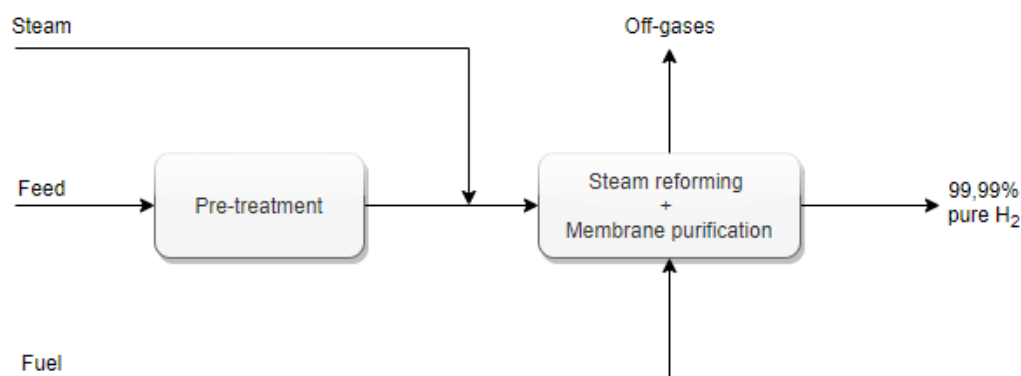 Steam
Off-gases
Feed
Pre-treatment
Steam reforming
+
Membrane purification
99,99%
pure H₂
Fuel